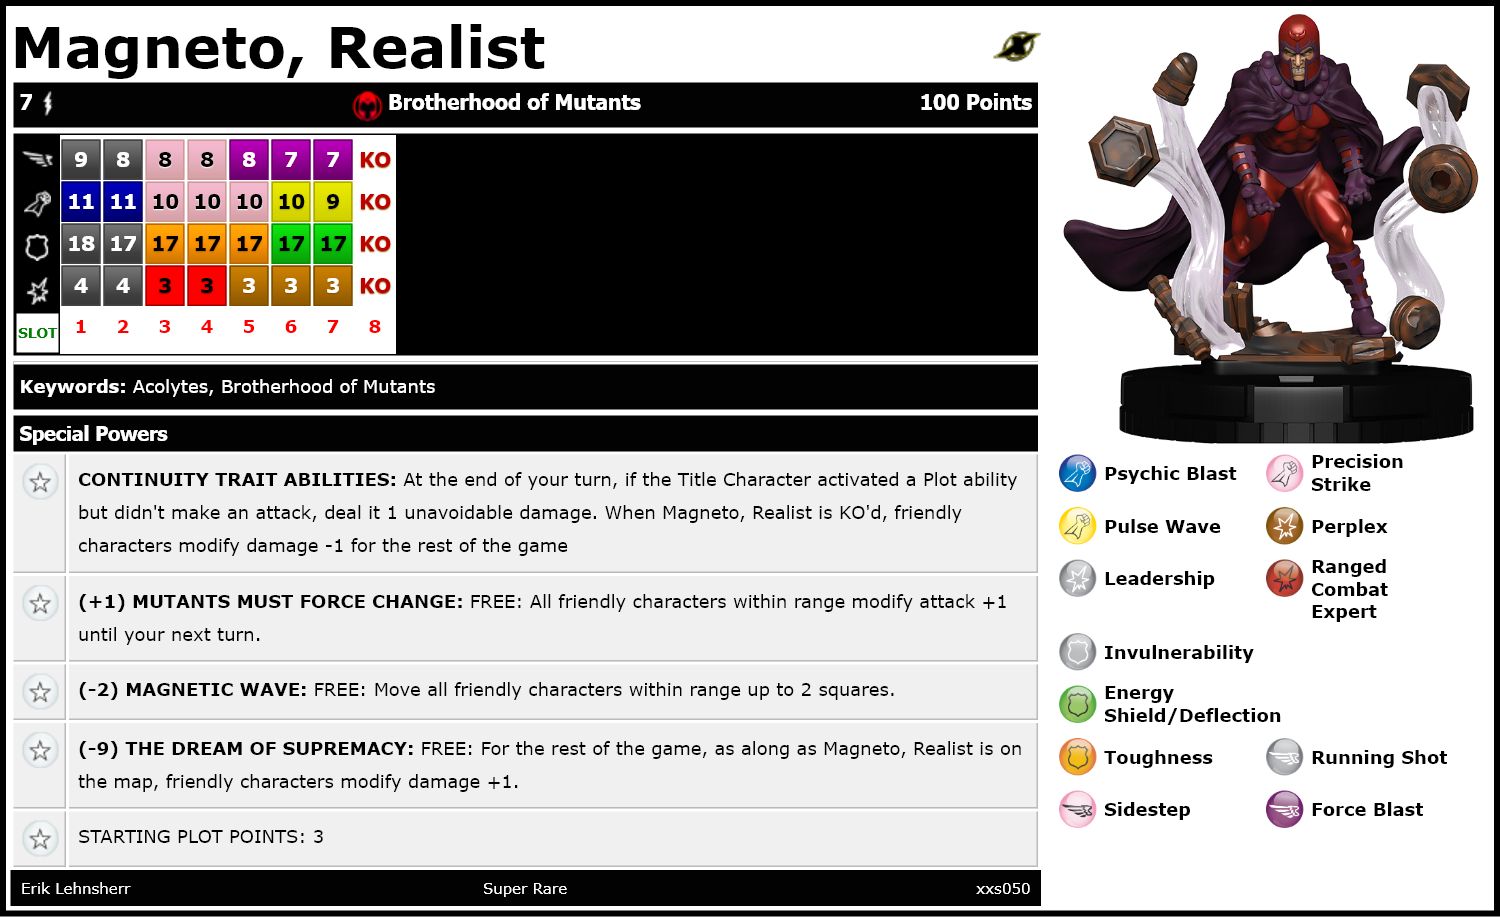 Magneto, Realist
7 Brotherhood of Mutants 100 Points
9 8 8 8 8 7 7 KO
11 11 10 10 10 10 9 KO
18 17 17 17 17 17 17 KO
4 4 3 3 3 3 3 KO
SLOT 1 2 3 4 5 6 7 8
Keywords: Acolytes, Brotherhood of Mutants
Special Powers
CONTINUITY TRAIT ABILITIES: At the end of your turn, if the Title Character activated a Plot ability
but didn't make an attack, deal it 1 unavoidable damage. When Magneto, Realist is KO'd, friendly
characters modify damage -1 for the rest of the game
(+1) MUTANTS MUST FORCE CHANGE: FREE: All friendly characters within range modify attack +1
until your next turn.
(-2) MAGNETIC WAVE: FREE: Move all friendly characters within range up to 2 squares.
(-9) THE DREAM OF SUPREMACY: FREE: For the rest of the game, as along as Magneto, Realist is on
the map, friendly characters modify damage +1.
STARTING PLOT POINTS: 3
Erik Lehnsherr Super Rare xxs050
Psychic Blast
Precision
Strike
Pulse Wave
Perplex
Leadership
Ranged
Combat
Expert
Invulnerability
Energy
Shield/Deflection
Toughness
Running Shot
Sidestep
Force Blast